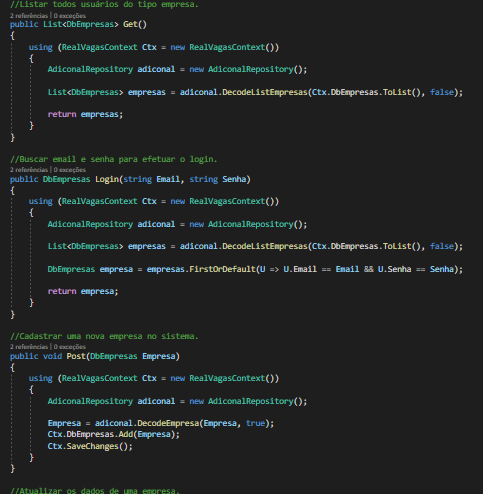 //Listar todos usuários do tipo empresa.
2 referências | 0 exceções
public List<DbEmpresas> Get()
{
using (RealVagasContext Ctx = new RealVagasContext())
{
AdiconalRepository adiconal = new AdiconalRepository();
List<DbEmpresas> empresas = adiconal.DecodeListEmpresas(Ctx.DbEmpresas.ToList(), false);
return empresas;
}
}
//Buscar email e senha para efetuar o login.
2 referências | 0 exceções
public DbEmpresas Login(string Email, string Senha)
{
using (RealVagasContext Ctx = new RealVagasContext())
{
AdiconalRepository adiconal = new AdiconalRepository();
List<DbEmpresas> empresas = adiconal.DecodeListEmpresas(Ctx.DbEmpresas.ToList(), false);
DbEmpresas empresa = empresas.FirstOrDefault(U => U.Email == Email && U.Senha == Senha);
return empresa;
}
}
//Cadastrar uma nova empresa no sistema.
2 referências | 0 exceções
public void Post(DbEmpresas Empresa)
{
using (RealVagasContext Ctx = new RealVagasContext())
{
AdiconalRepository adiconal = new AdiconalRepository();
Empresa = adiconal.DecodeEmpresa(Empresa, true);
Ctx.DbEmpresas.Add(Empresa);
Ctx.SaveChanges();
}
}
//Atualizar os dados de uma empresa.